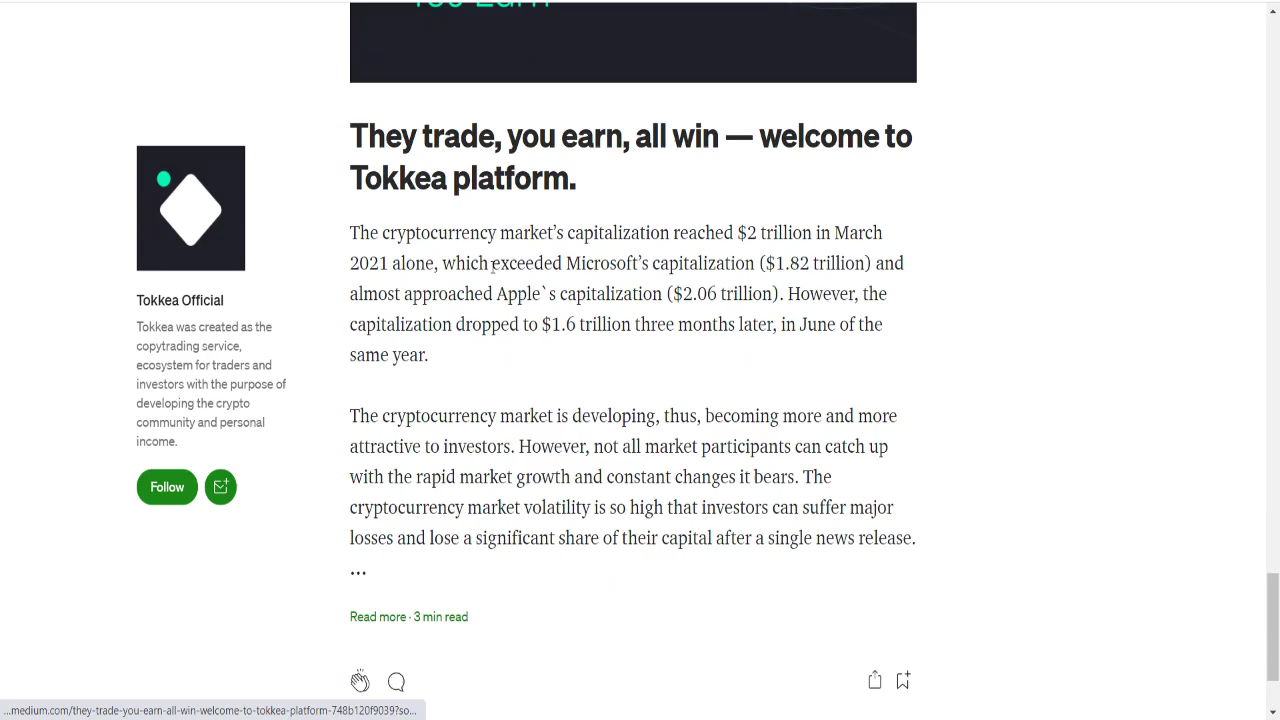 You Earn
They trade, you earn, all win — welcome to
Tokkea platform.
The cryptocurrency market’s capitalization reached $2 trillion in March
2021 alone, which exceeded Microsoft’s capitalization ($1.82 trillion) and
almost approached Apple`s capitalization ($2.06 trillion). However, the
capitalization dropped to $1.6 trillion three months later, in June of the
same year.
The cryptocurrency market is developing, thus, becoming more and more
attractive to investors. However, not all market participants can catch up
with the rapid market growth and constant changes it bears. The
cryptocurrency market volatility is so high that investors can suffer major
losses and lose a significant share of their capital after a single news release.
…
Read more · 3 min read
Tokkea Official
Tokkea was created as the
copytrading service,
ecosystem for traders and
investors with the purpose of
developing the crypto
community and personal
income.
Follow
...medium.com/they-trade-you-earn-all-win-welcome-to-tokkea-platform-748b120f9039?so...